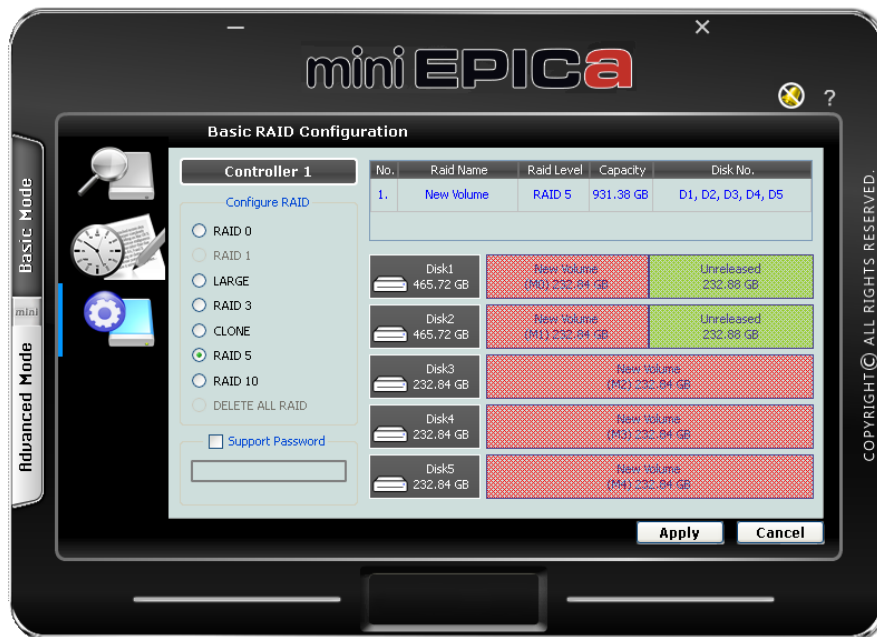 mini EPICa
?
Basic RAID Configuration
Controller 1
Configure RAID
RAID 0
RAID 1
LARGE
RAID 3
CLONE
RAID 5
RAID 10
DELETE ALL RAID
Support Password
No. Raid Name Raid Level Capacity Disk No.
1. New Volume RAID 5 931.38 GB D1, D2, D3, D4, D5
Disk1
465.72 GB
New Volume
(M0) 232.84 GB
Unreleased
232.88 GB
Disk2
465.72 GB
New Volume
(M1) 232.84 GB
Unreleased
232.88 GB
Disk3
232.84 GB
New Volume
(M2) 232.84 GB
Disk4
232.84 GB
New Volume
(M3) 232.84 GB
Disk5
232.84 GB
New Volume
(M4) 232.84 GB
Apply Cancel
Basic Mode
mini
Advanced Mode
COPYRIGHT© ALL RIGHTS RESERVED.